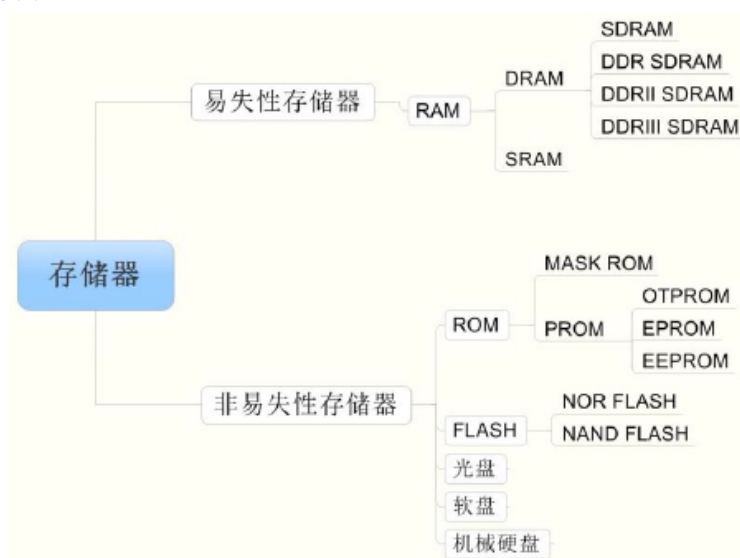 存储器
易失性存储器
RAM
DRAM
SDRAM
DDR SDRAM
DDRII SDRAM
DDRIII SDRAM
SRAM
非易失性存储器
ROM
MASK ROM
PROM
OTPROM
EPROM
EEPROM
FLASH
NOR FLASH
NAND FLASH
光盘
软盘
机械硬盘